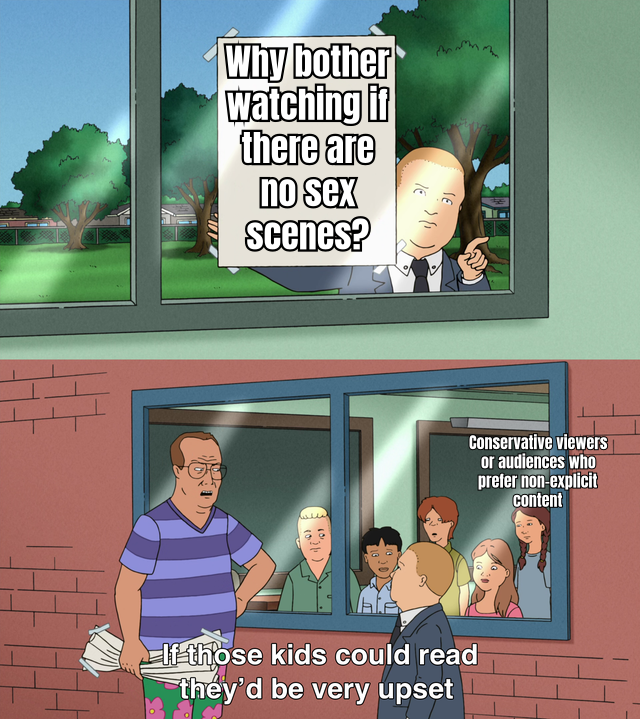 Why bother
watching if
there are
no sex
scenes?
Conservative viewers
or audiences who
prefer non-explicit
content
If those kids could read
they'd be very upset